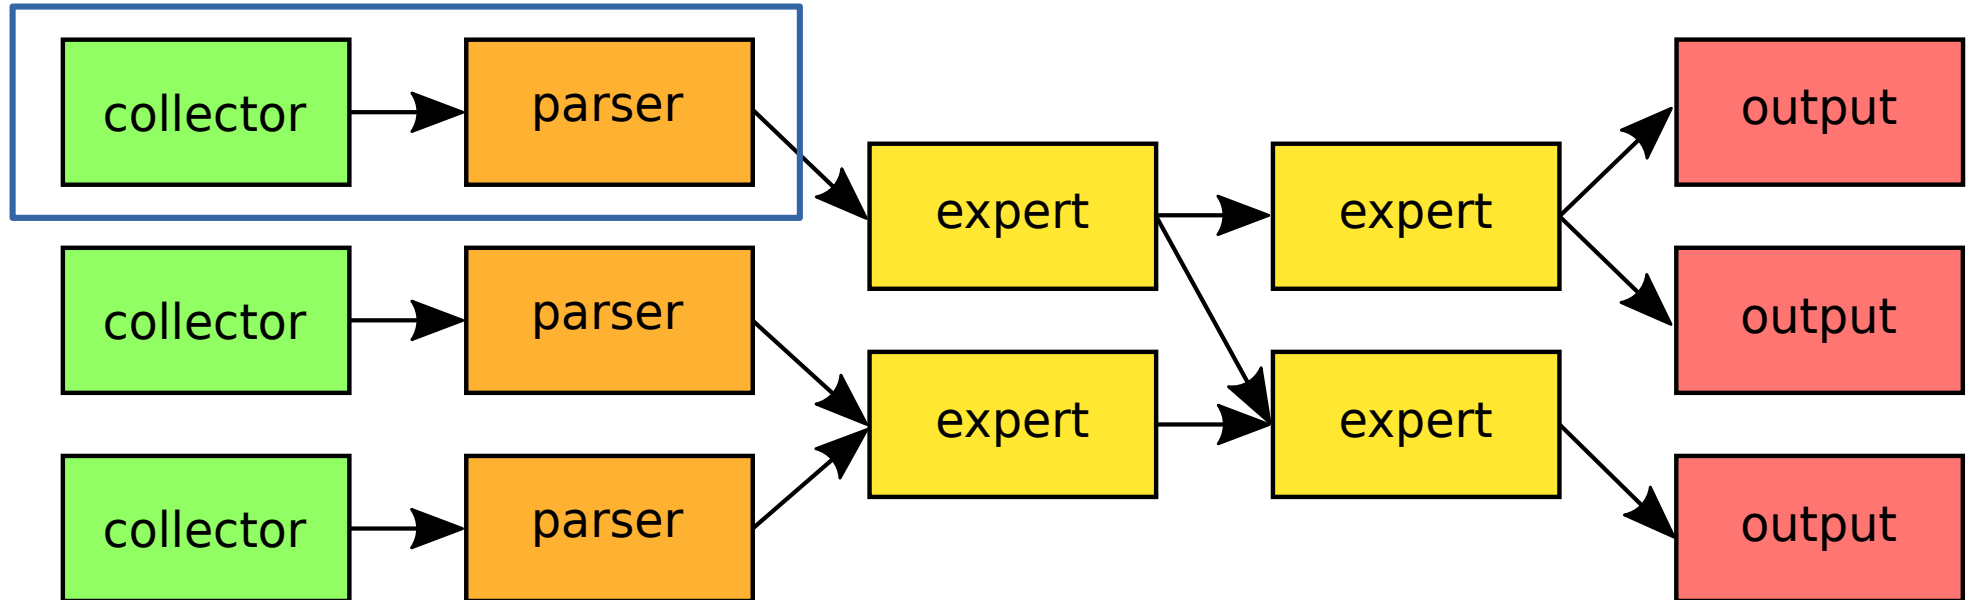 collector
parser
expert
expert
output
collector
parser
expert
expert
output
collector
parser
output